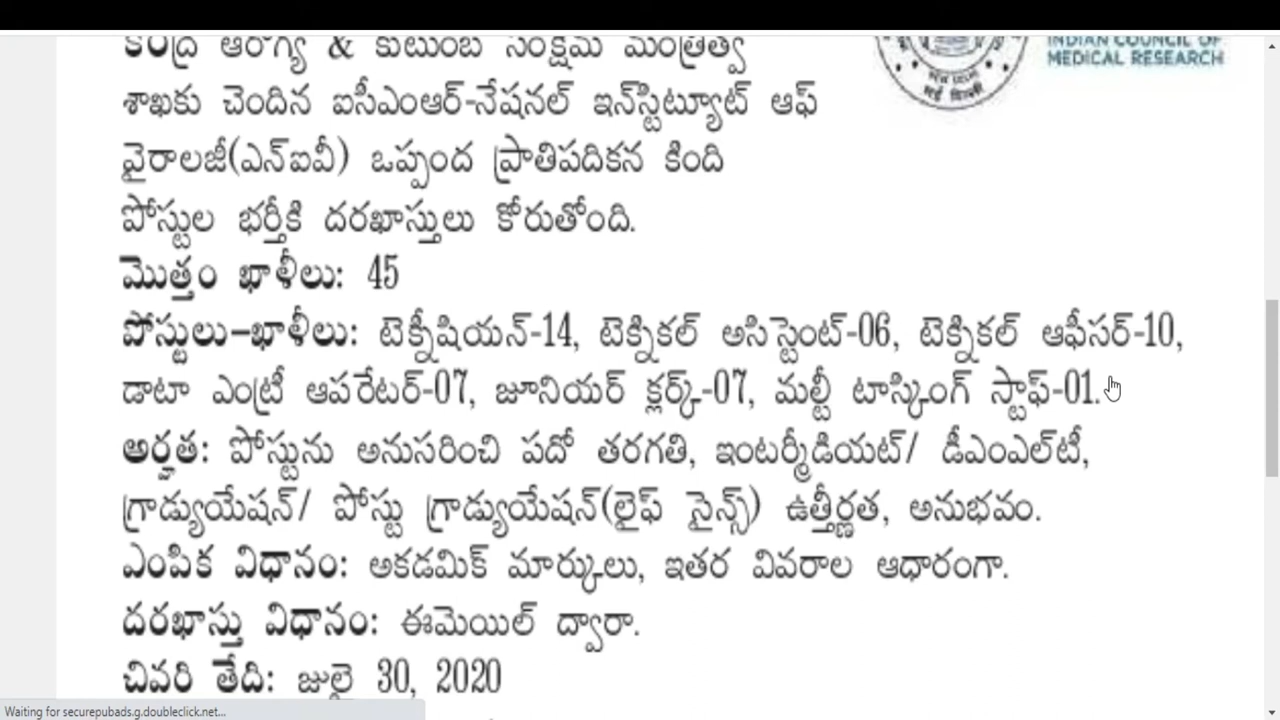 కేంద్ర ఆరోగ్య & కుటుంబ సంక్షేమ మంత్రిత్వ
INDIAN COUNCIL OF
MEDICAL RESEARCH
శాఖకు చెందిన ఐసీఎంఆర్-నేషనల్ ఇన్‌స్టిట్యూట్ ఆఫ్
వైరాలజీ(ఎన్ఐవీ) ఒప్పంద ప్రాతిపదికన కింది
పోస్టుల భర్తీకి దరఖాస్తులు కోరుతోంది.
మొత్తం ఖాళీలు: 45
పోస్టులు-ఖాళీలు: టెక్నీషియన్-14, టెక్నికల్ అసిస్టెంట్-06, టెక్నికల్ ఆఫీసర్-10,
డాటా ఎంట్రీ ఆపరేటర్-07, జూనియర్ క్లర్క్-07, మల్టీ టాస్కింగ్ స్టాఫ్-01.
అర్హత: పోస్టును అనుసరించి పదో తరగతి, ఇంటర్మీడియట్/ డీఎంఎల్‌టీ,
గ్రాడ్యుయేషన్/ పోస్టు గ్రాడ్యుయేషన్(లైఫ్ సైన్స్) ఉత్తీర్ణత, అనుభవం.
ఎంపిక విధానం: అకడమిక్ మార్కులు, ఇతర వివరాల ఆధారంగా.
దరఖాస్తు విధానం: ఈమెయిల్ ద్వారా.
చివరి తేది: జులై 30, 2020
Waiting for securepubads.g.doubleclick.net...